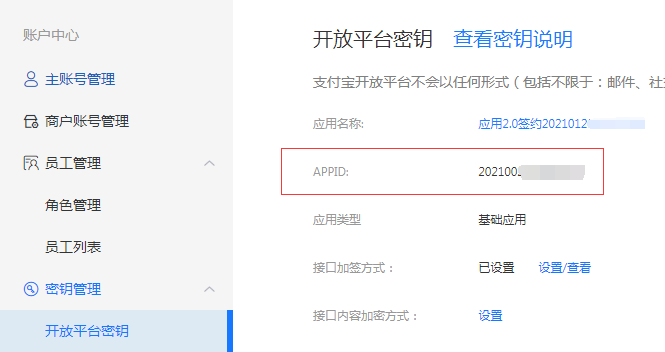 账户中心
主账号管理
商户账号管理
员工管理
角色管理
员工列表
密钥管理
开放平台密钥
开放平台密钥 查看密钥说明
支付宝开放平台不会以任何形式（包括不限于：邮件、社
应用名称: 应用2.0签约2021012
APPID: 202100
应用类型 基础应用
接口加签方式： 已设置 设置/查看
接口内容加密方式： 设置